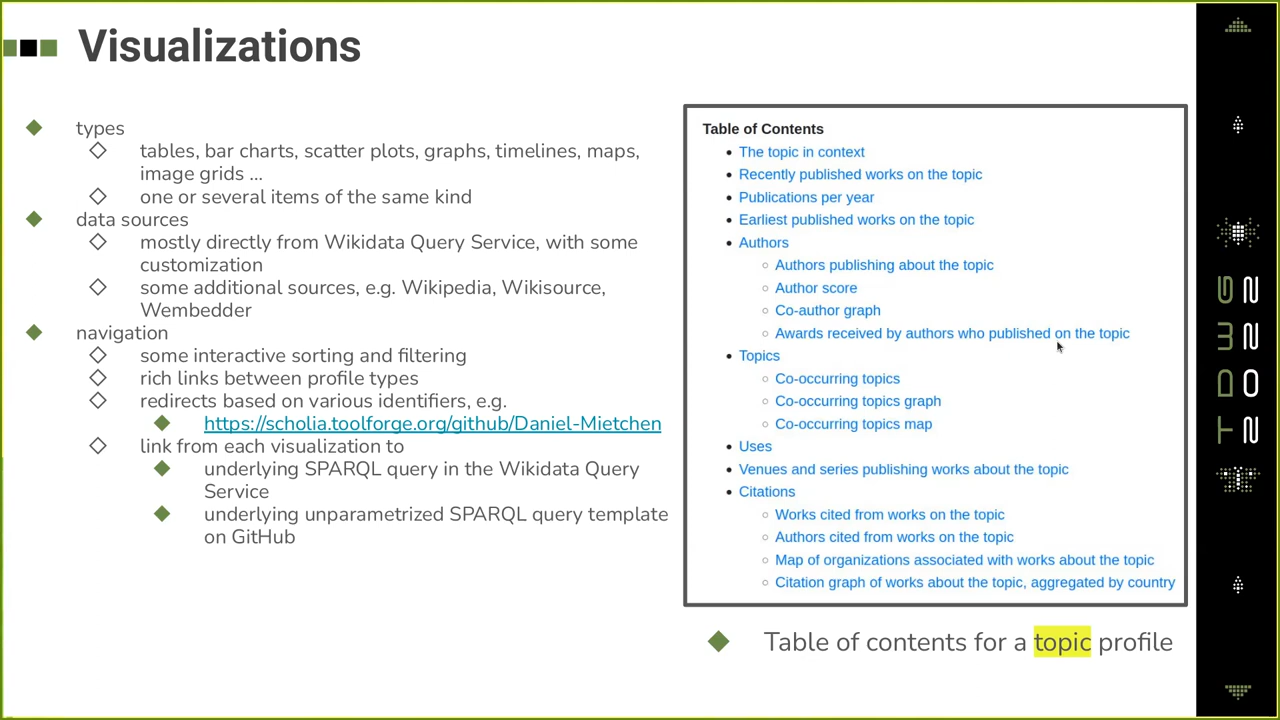 Visualizations
types
tables, bar charts, scatter plots, graphs, timelines, maps,
image grids ...
one or several items of the same kind
data sources
mostly directly from Wikidata Query Service, with some
customization
some additional sources, e.g. Wikipedia, Wikisource,
Wembedder
navigation
some interactive sorting and filtering
rich links between profile types
redirects based on various identifiers, e.g.
https://scholia.toolforge.org/github/Daniel-Mietchen
link from each visualization to
underlying SPARQL query in the Wikidata Query
Service
underlying unparametrized SPARQL query template
on GitHub
Table of Contents
The topic in context
Recently published works on the topic
Publications per year
Earliest published works on the topic
Authors
Authors publishing about the topic
Author score
Co-author graph
Awards received by authors who published on the topic
Topics
Co-occurring topics
Co-occurring topics graph
Co-occurring topics map
Uses
Venues and series publishing works about the topic
Citations
Works cited from works on the topic
Authors cited from works on the topic
Map of organizations associated with works about the topic
Citation graph of works about the topic, aggregated by country
Table of contents for a topic profile